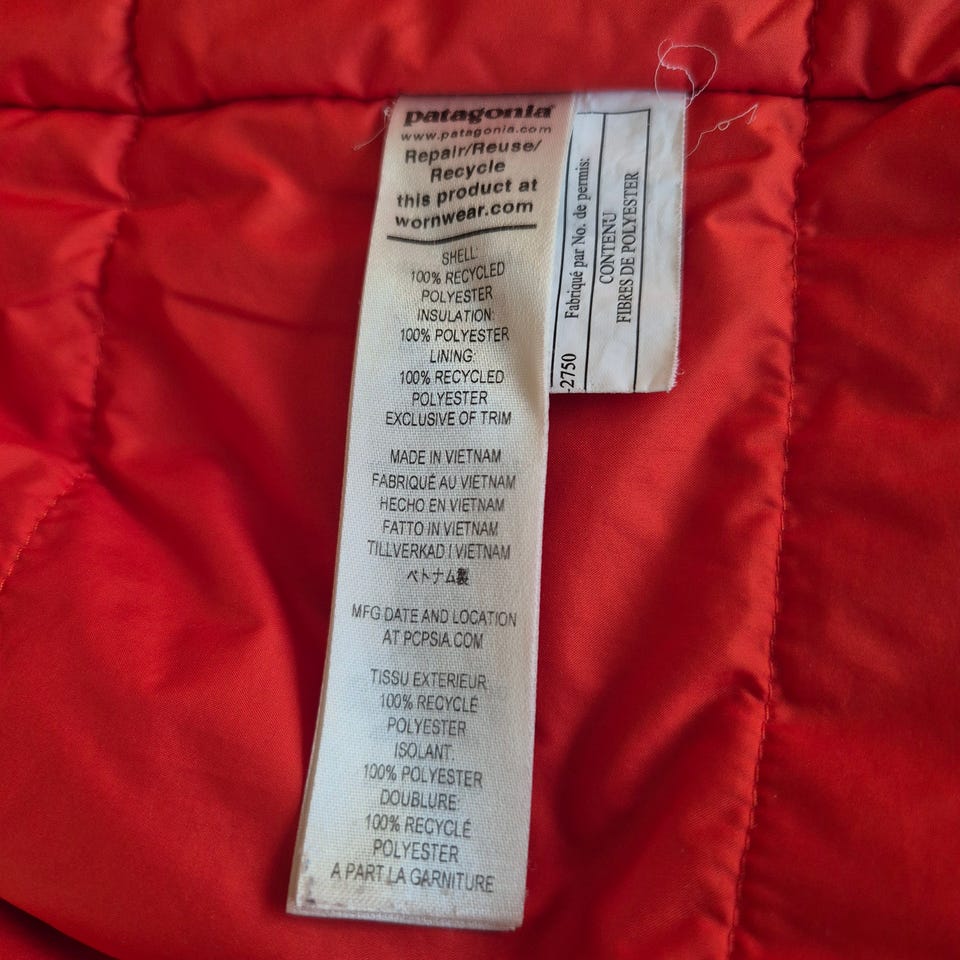 patagonia®
www.patagonia.com
Repair/Reuse/
Recycle
this product at
wornwear.com
SHELL:
100% RECYCLED
POLYESTER
INSULATION:
100% POLYESTER
LINING:
100% RECYCLED
POLYESTER
EXCLUSIVE OF TRIM
MADE IN VIETNAM
FABRIQUÉ AU VIETNAM
HECHO EN VIETNAM
FATTO IN VIETNAM
TILLVERKAD I VIETNAM
ベトナム製
MFG DATE AND LOCATION
AT PCPSIA.COM
TISSU EXTERIEUR:
100% RECYCLÉ
POLYESTER
ISOLANT:
100% POLYESTER
DOUBLURE:
100% RECYCLÉ
POLYESTER
A PART LA GARNITURE
Fabriqué par No. de permis:
-2750
CONTENU
FIBRES DE POLYESTER